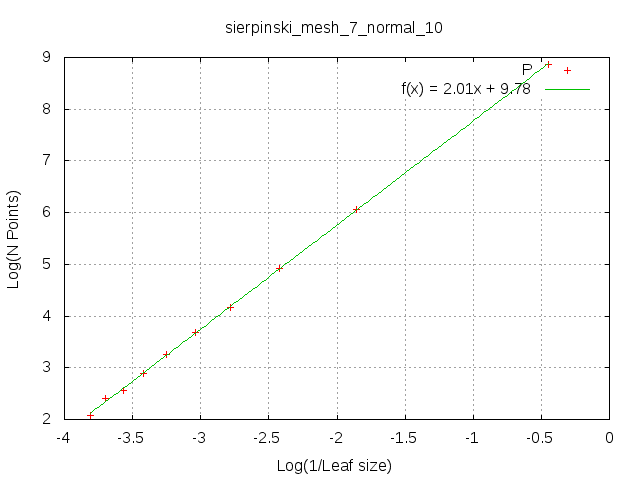 sierpinski_mesh_7_normal_10
P
f(x) = 2.01x + 9.78
Log(N Points)
9
8
7
6
5
4
3
2
-4 -3.5 -3 -2.5 -2 -1.5 -1 -0.5 0
Log(1/Leaf size)